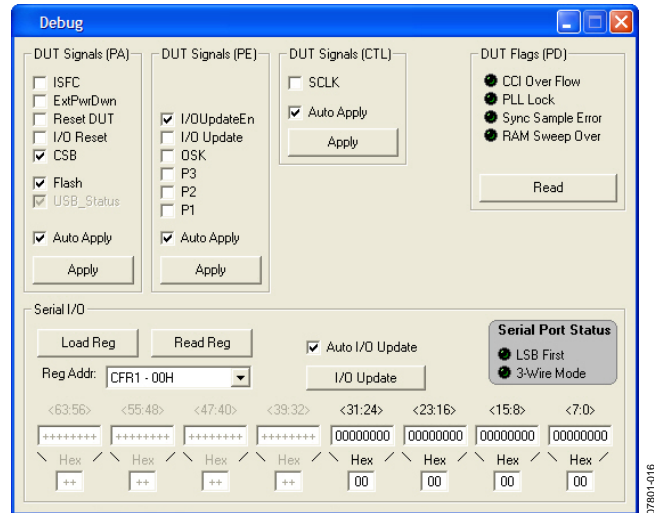 Debug
DUT Signals (PA)
ISFC
ExtPwrDwn
Reset DUT
I/O Reset
CSB
Flash
USB_Status
Auto Apply
Apply
DUT Signals (PE)
I/OUpdateEn
I/O Update
OSK
P3
P2
P1
Auto Apply
Apply
DUT Signals (CTL)
SCLK
Auto Apply
Apply
DUT Flags (PD)
CCI Over Flow
PLL Lock
Sync Sample Error
RAM Sweep Over
Read
Serial I/O
Load Reg
Read Reg
Auto I/O Update
Reg Addr:
CFR1 - 00H
I/O Update
Serial Port Status
LSB First
3-Wire Mode
<63:56> <55:48> <47:40> <39:32> <31:24> <23:16> <15:8> <7:0>
++++++++ ++++++++ ++++++++ ++++++++ 00000000 00000000 00000000 00000000
Hex Hex Hex Hex Hex Hex Hex Hex
++ ++ ++ ++ 00 00 00 00
07801-016